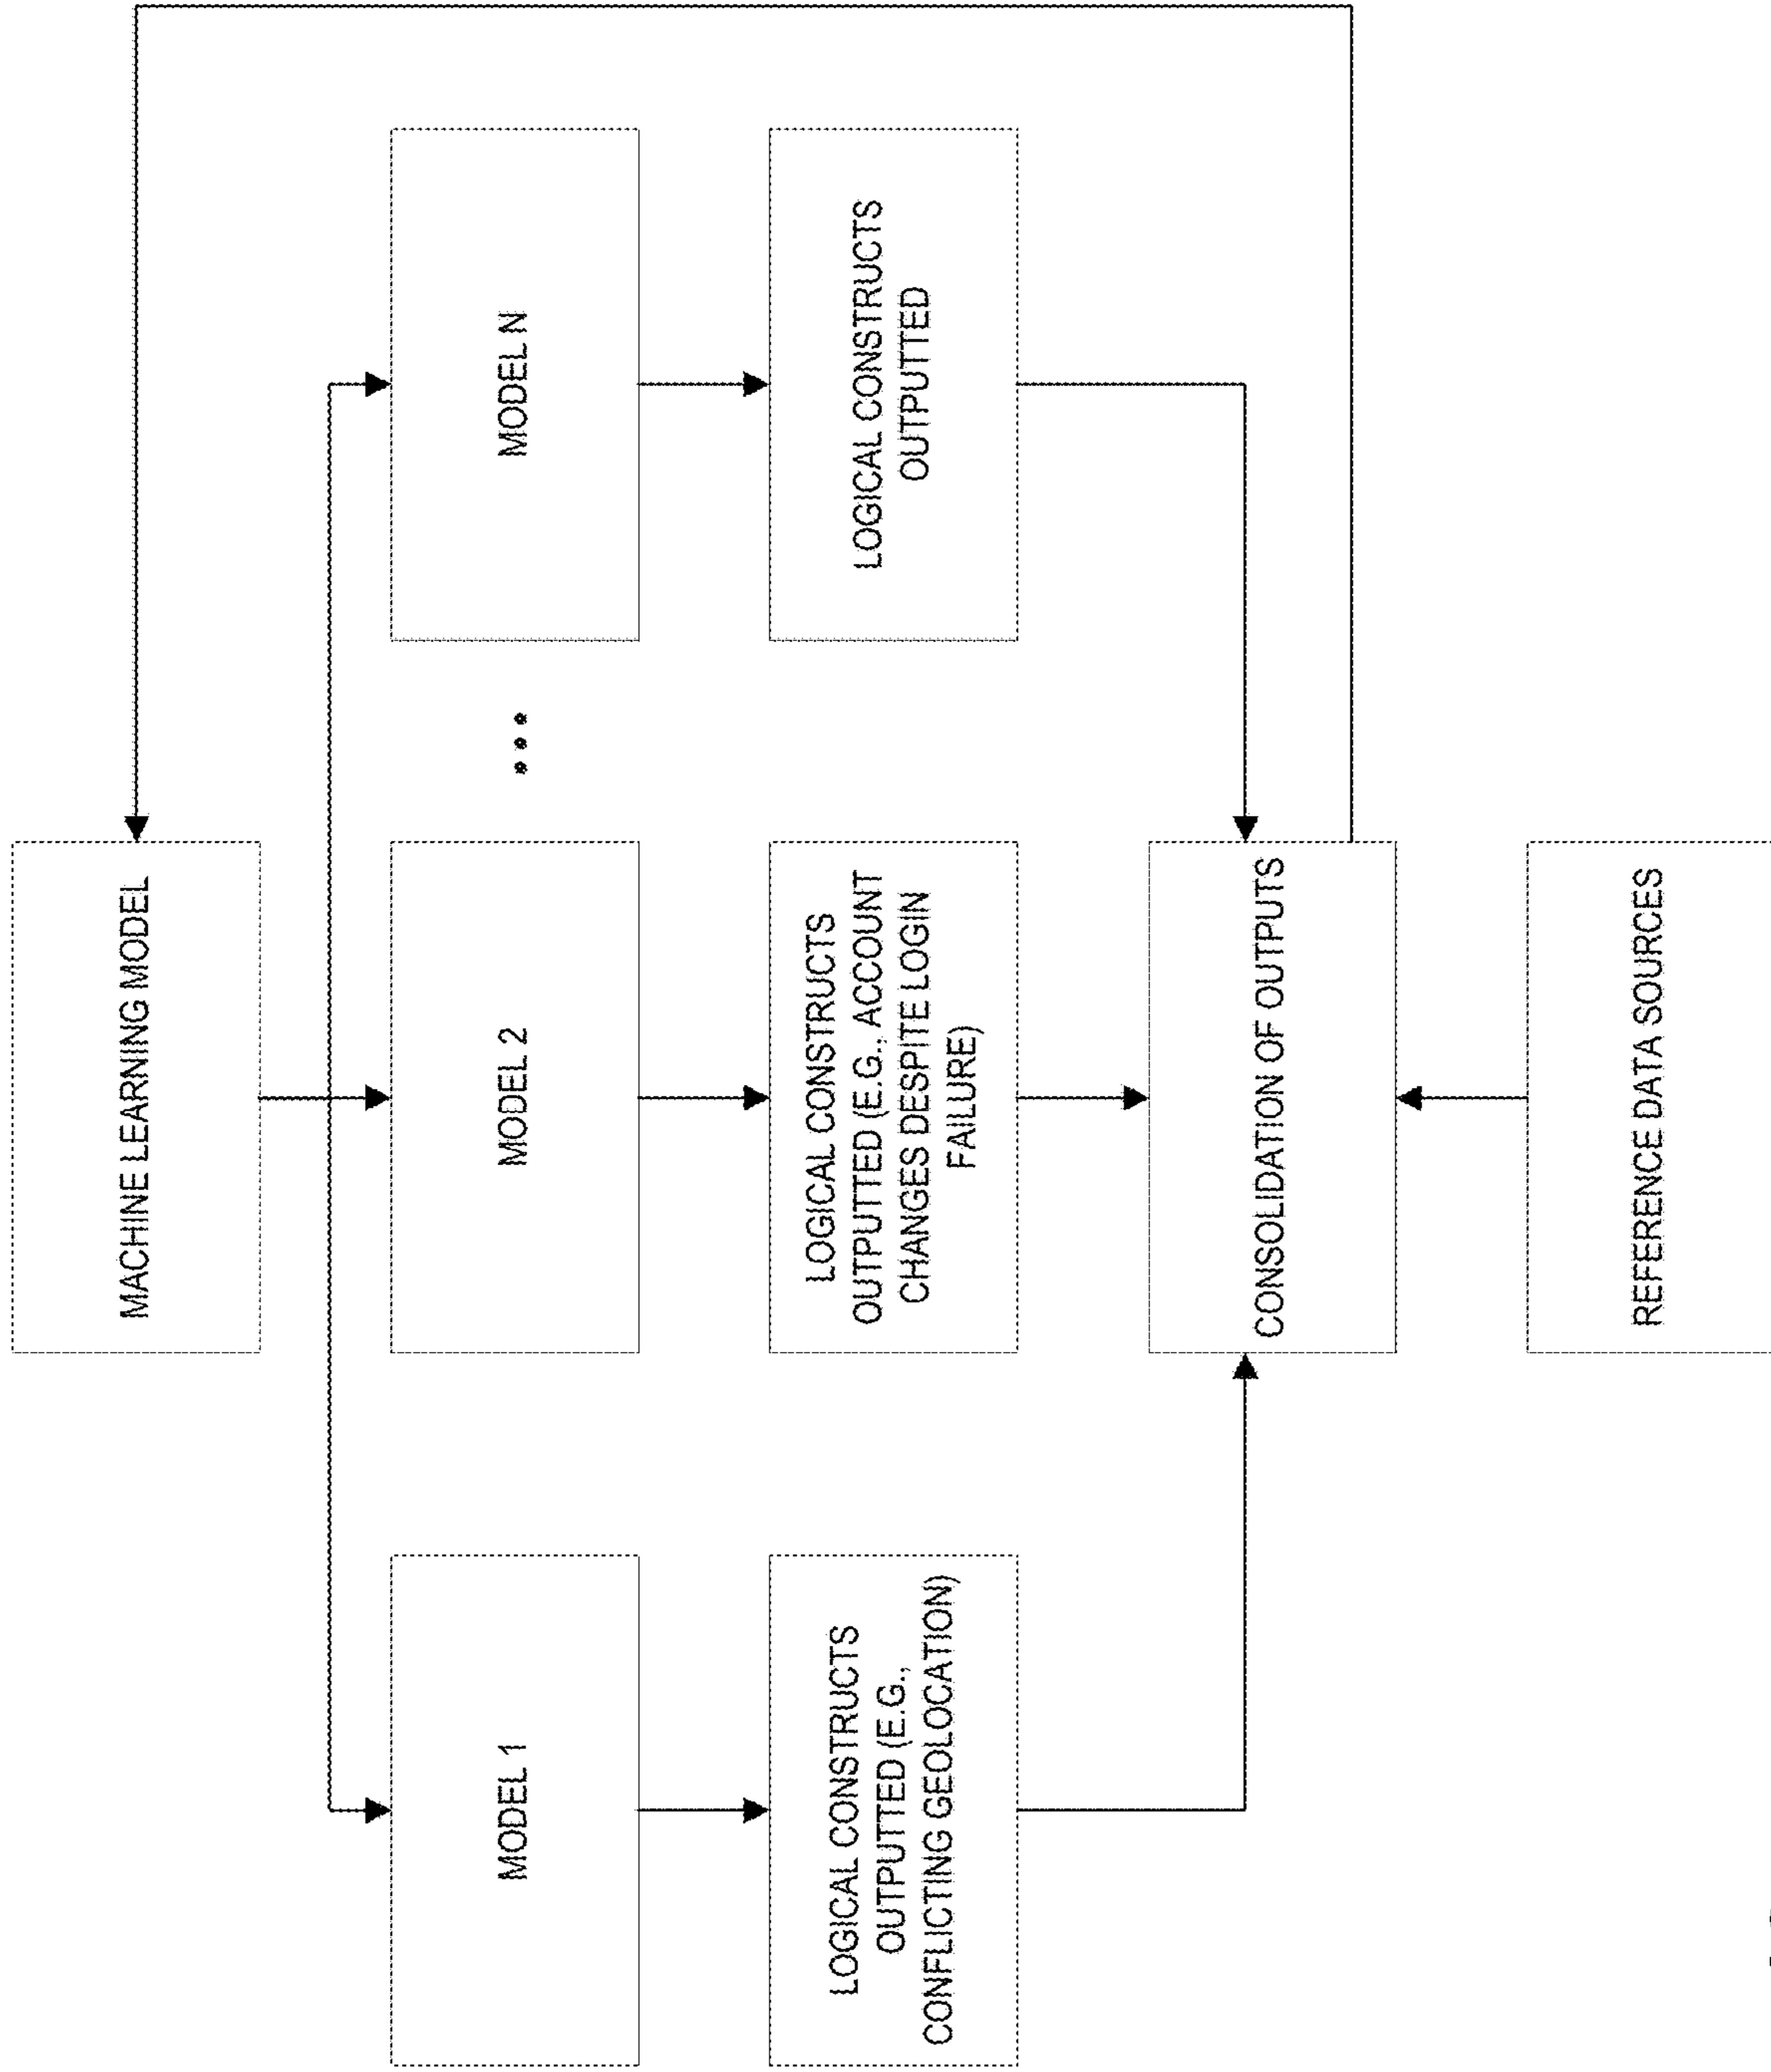 MACHINE LEARNING MODEL
MODEL 1
MODEL 2
...
MODEL N
LOGICAL CONSTRUCTS
OUTPUTTED (E.G.,
CONFLICTING GEOLOCATION)
LOGICAL CONSTRUCTS
OUTPUTTED (E.G., ACCOUNT
CHANGES DESPITE LOGIN
FAILURE)
LOGICAL CONSTRUCTS
OUTPUTTED
CONSOLIDATION OF OUTPUTS
REFERENCE DATA SOURCES